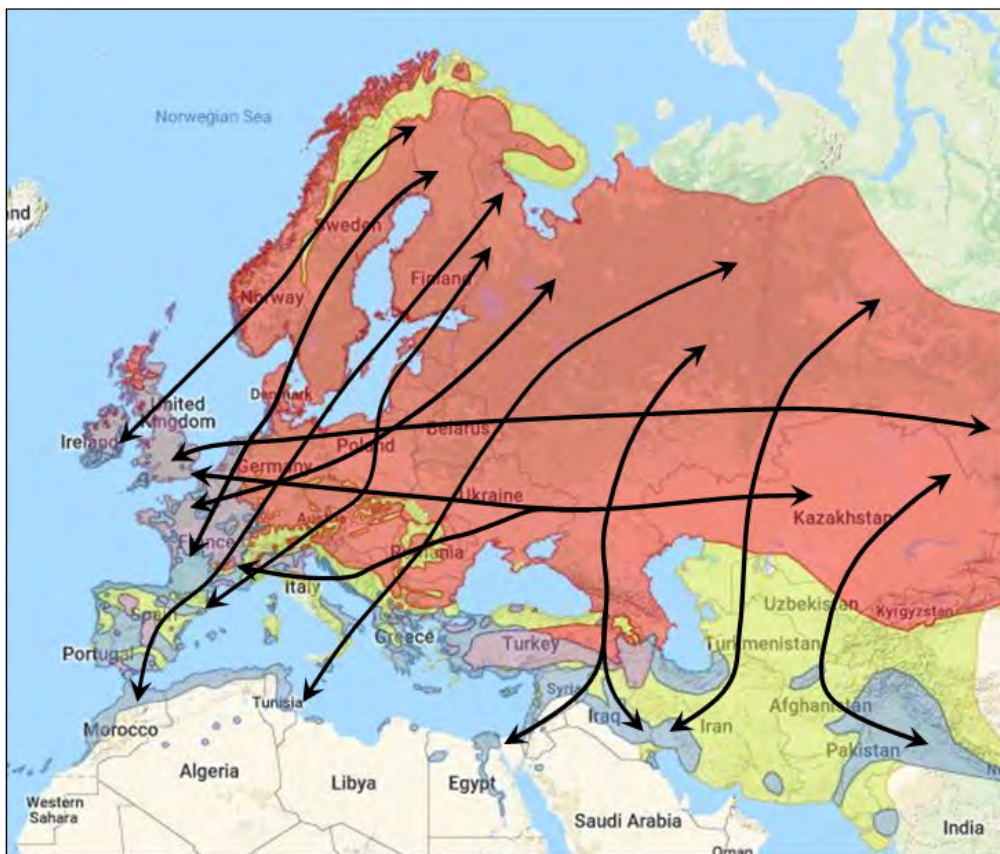 Norwegian Sea
and
Sweden
Finland
Norway
United
Kingdom
Denmark
Ireland
Belarus
Poland
Germany
Ukraine
Kazakhstan
Austria
France
Romania
Italy
Uzbekistan
Kyrgyzstan
Spain
Greece
Turkey
Turkmenistan
Portugal
Tunisia
Syria
Afghanistan
Morocco
Iraq
Iran
Pakistan
Algeria
Libya
Egypt
Western
Sahara
Saudi Arabia
India
Oman